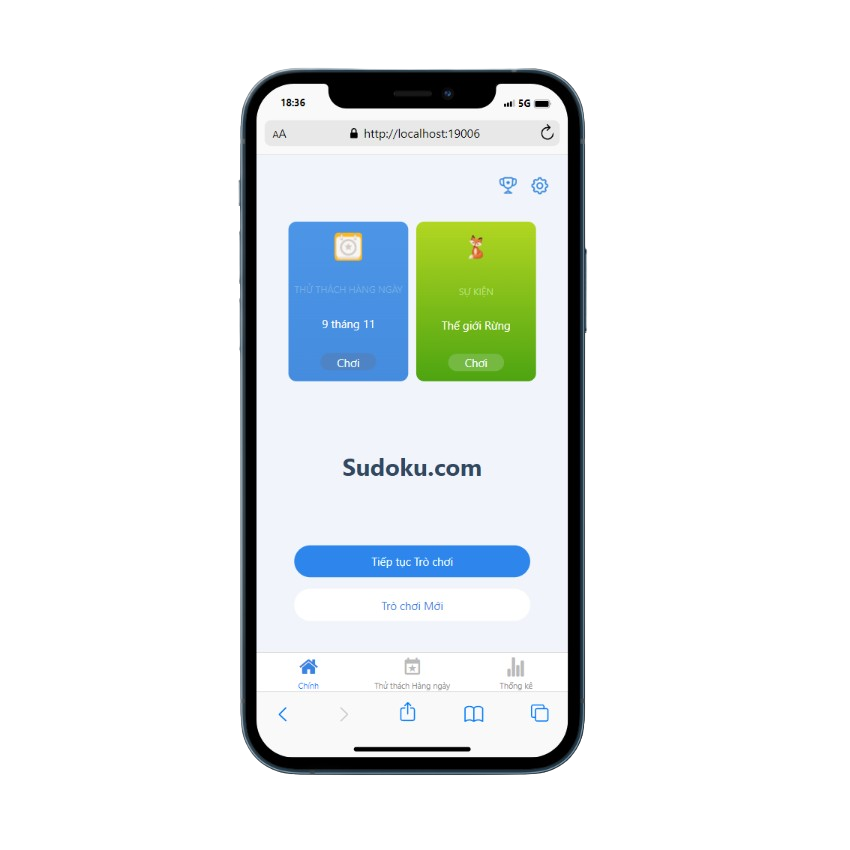 18:36
5G
AA
http://localhost:19006
THỬ THÁCH HÀNG NGÀY
SỰ KIỆN
9 tháng 11
Thế giới Rừng
Chơi
Chơi
Sudoku.com
Tiếp tục Trò chơi
Trò chơi Mới
Chính
Thử thách Hàng ngày
Thống kê